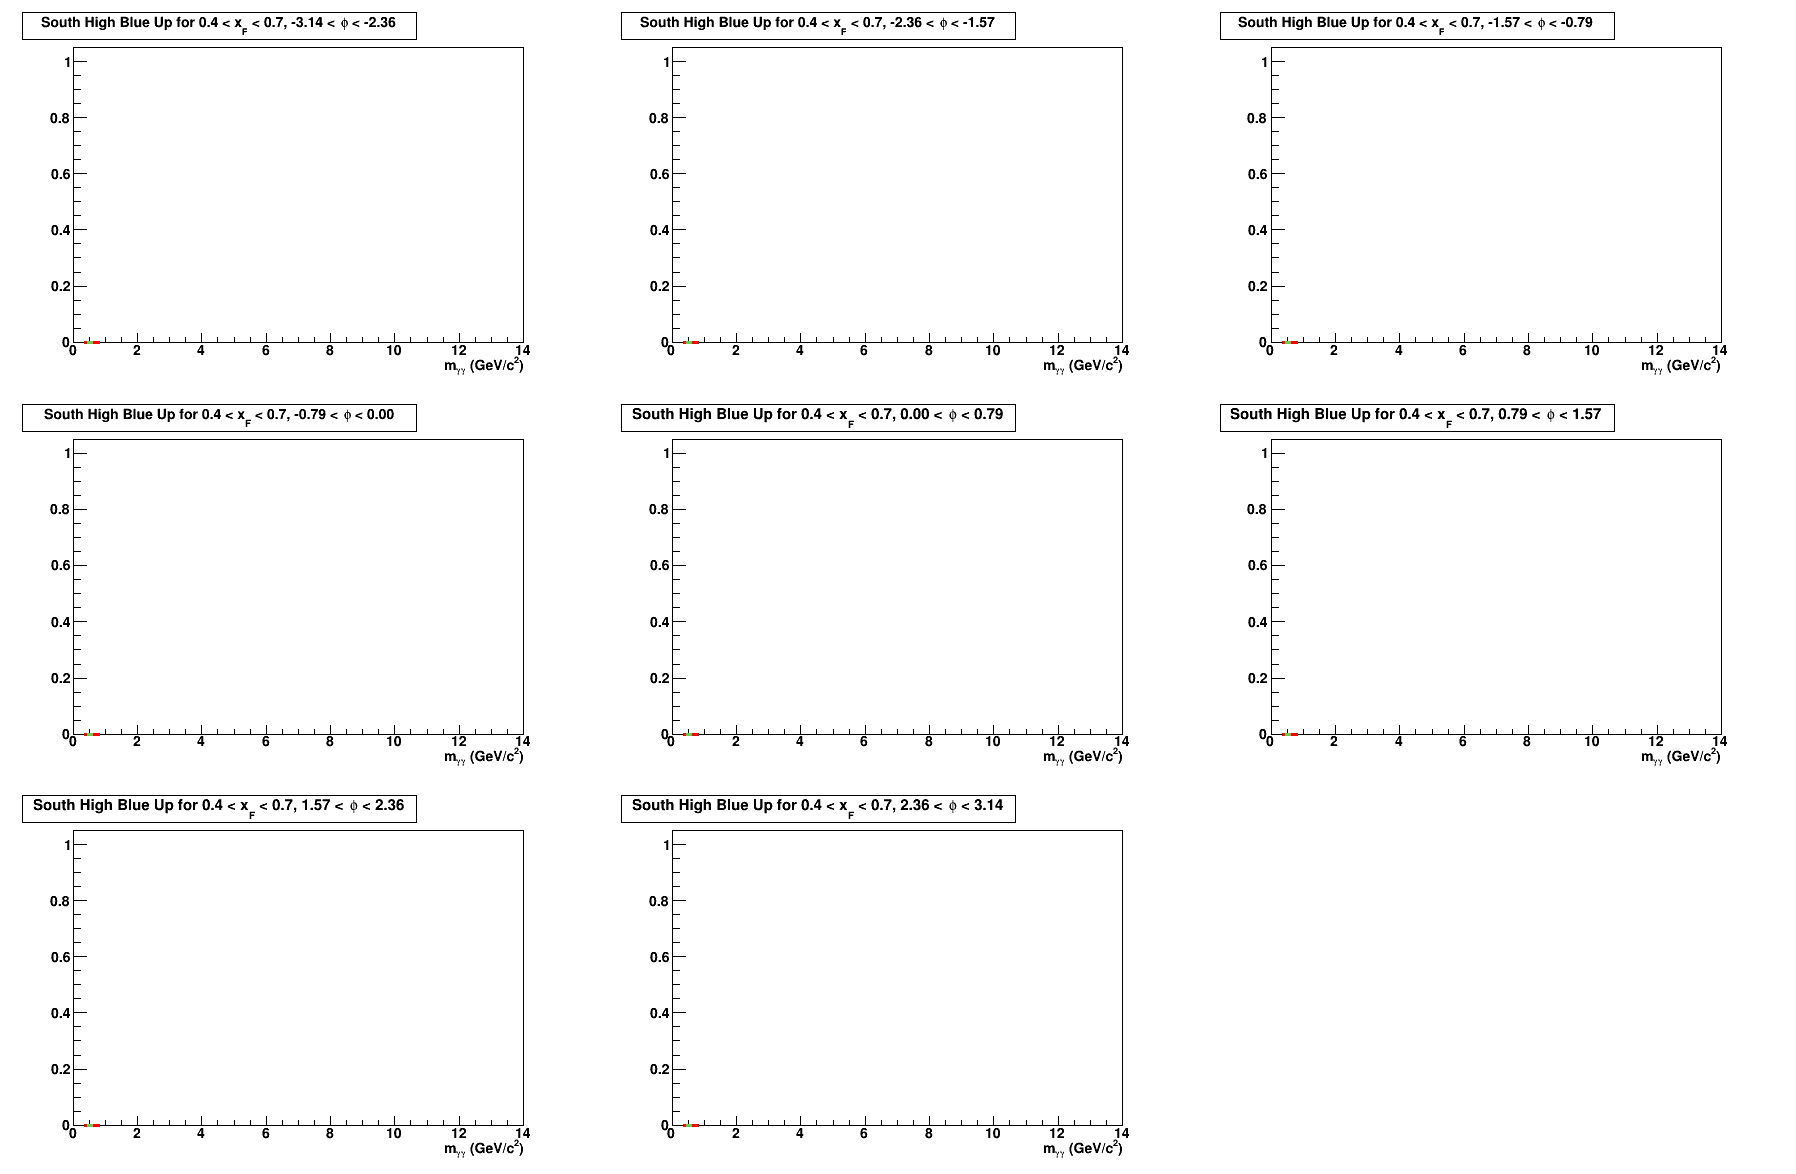 South High Blue Up for 0.4 < x_F < 0.7, -3.14 < ϕ < -2.36
1
0.8
0.6
0.4
0.2
0
0 2 4 6 8 10 12 14
m_γγ (GeV/c²)
South High Blue Up for 0.4 < x_F < 0.7, -2.36 < ϕ < -1.57
1
0.8
0.6
0.4
0.2
0
0 2 4 6 8 10 12 14
m_γγ (GeV/c²)
South High Blue Up for 0.4 < x_F < 0.7, -1.57 < ϕ < -0.79
1
0.8
0.6
0.4
0.2
0
0 2 4 6 8 10 12 14
m_γγ (GeV/c²)
South High Blue Up for 0.4 < x_F < 0.7, -0.79 < ϕ < 0.00
1
0.8
0.6
0.4
0.2
0
0 2 4 6 8 10 12 14
m_γγ (GeV/c²)
South High Blue Up for 0.4 < x_F < 0.7, 0.00 < ϕ < 0.79
1
0.8
0.6
0.4
0.2
0
0 2 4 6 8 10 12 14
m_γγ (GeV/c²)
South High Blue Up for 0.4 < x_F < 0.7, 0.79 < ϕ < 1.57
1
0.8
0.6
0.4
0.2
0
0 2 4 6 8 10 12 14
m_γγ (GeV/c²)
South High Blue Up for 0.4 < x_F < 0.7, 1.57 < ϕ < 2.36
1
0.8
0.6
0.4
0.2
0
0 2 4 6 8 10 12 14
m_γγ (GeV/c²)
South High Blue Up for 0.4 < x_F < 0.7, 2.36 < ϕ < 3.14
1
0.8
0.6
0.4
0.2
0
0 2 4 6 8 10 12 14
m_γγ (GeV/c²)